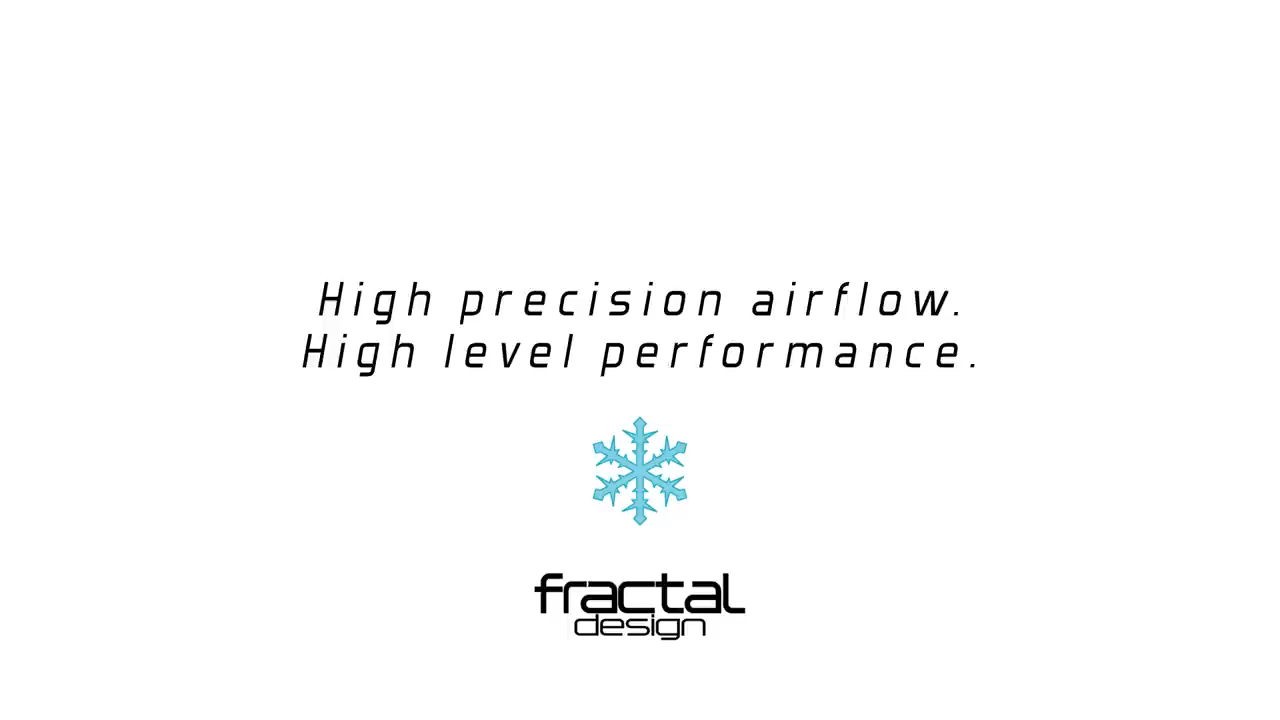 High precision airflow.
High level performance.
fractal
design